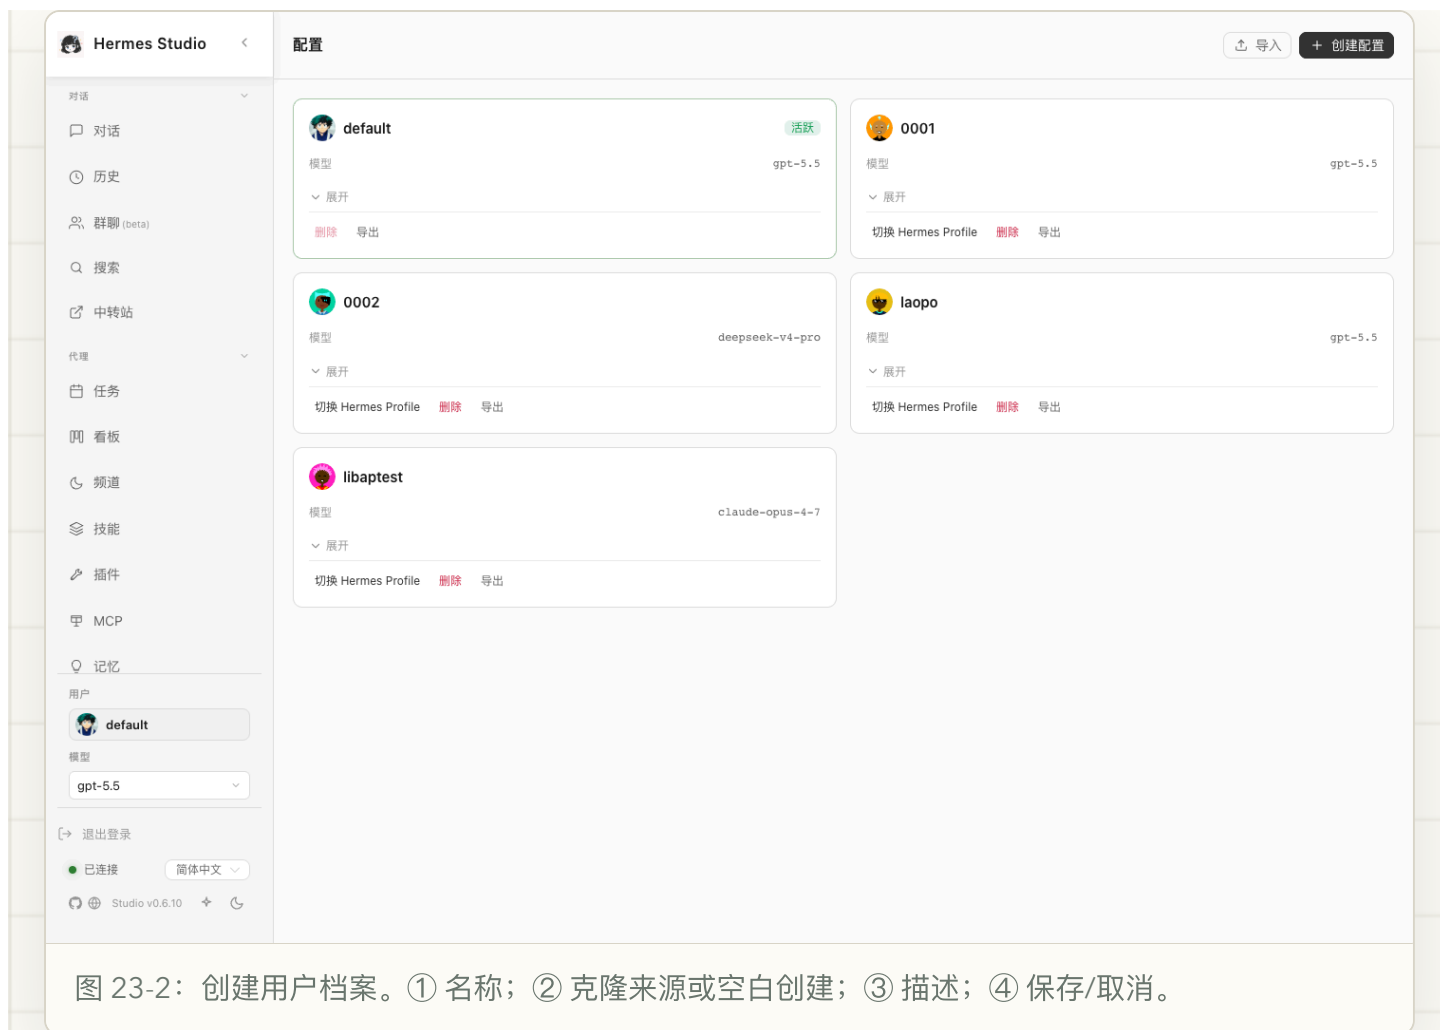 Hermes Studio
对话
对话
历史
群聊 (beta)
搜索
中转站
代理
任务
看板
频道
技能
插件
MCP
记忆
用户
default
模型
gpt-5.5
退出登录
已连接
简体中文
Studio v0.6.10
配置
导入
创建配置
default
活跃
模型
gpt-5.5
展开
删除 导出
0001
模型
gpt-5.5
展开
切换 Hermes Profile 删除 导出
0002
模型
deepseek-v4-pro
展开
切换 Hermes Profile 删除 导出
laopo
模型
gpt-5.5
展开
切换 Hermes Profile 删除 导出
libaptest
模型
claude-opus-4-7
展开
切换 Hermes Profile 删除 导出
图 23-2：创建用户档案。① 名称；② 克隆来源或空白创建；③ 描述；④ 保存/取消。